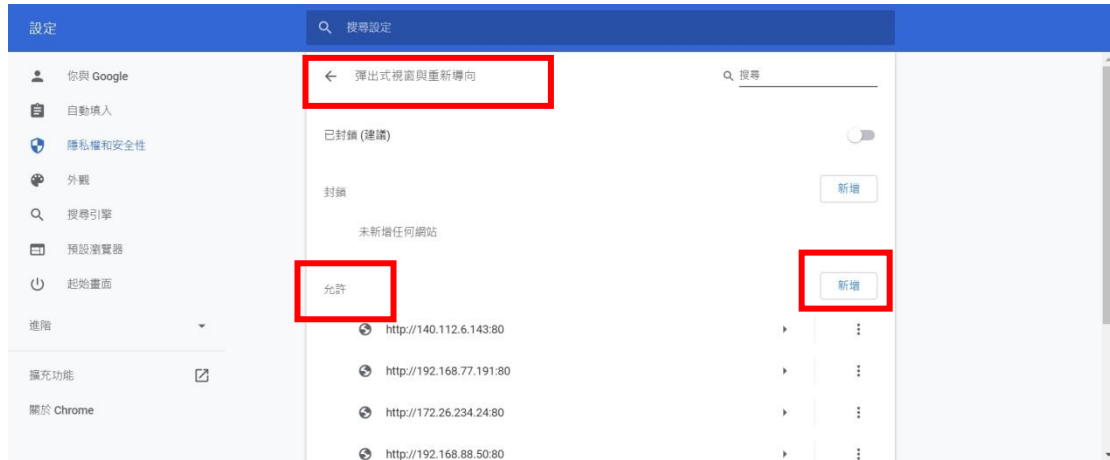 設定
搜尋設定
你與 Google
自動填入
隱私權和安全性
外觀
搜尋引擎
預設瀏覽器
起始畫面
進階
擴充功能
關於 Chrome
彈出式視窗與重新導向
搜尋
已封鎖 (建議)
封鎖
新增
未新增任何網站
允許
新增
http://140.112.6.143:80
http://192.168.77.191:80
http://172.26.234.24:80
http://192.168.88.50:80